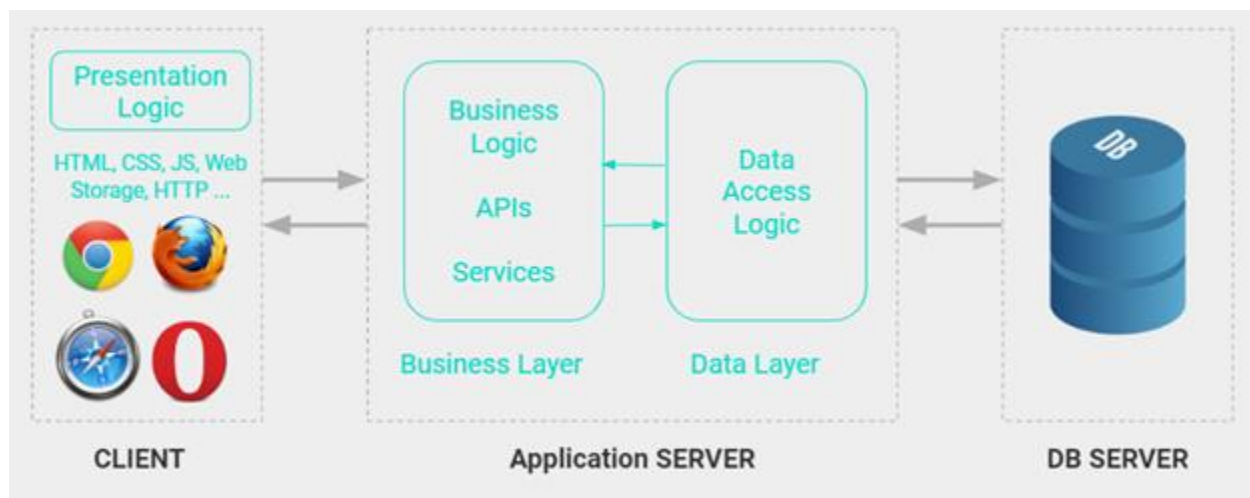 Presentation
Logic
HTML, CSS, JS, Web
Storage, HTTP ...
CLIENT
Business
Logic
APIs
Services
Business Layer
Data
Access
Logic
Data Layer
Application SERVER
DB
DB SERVER